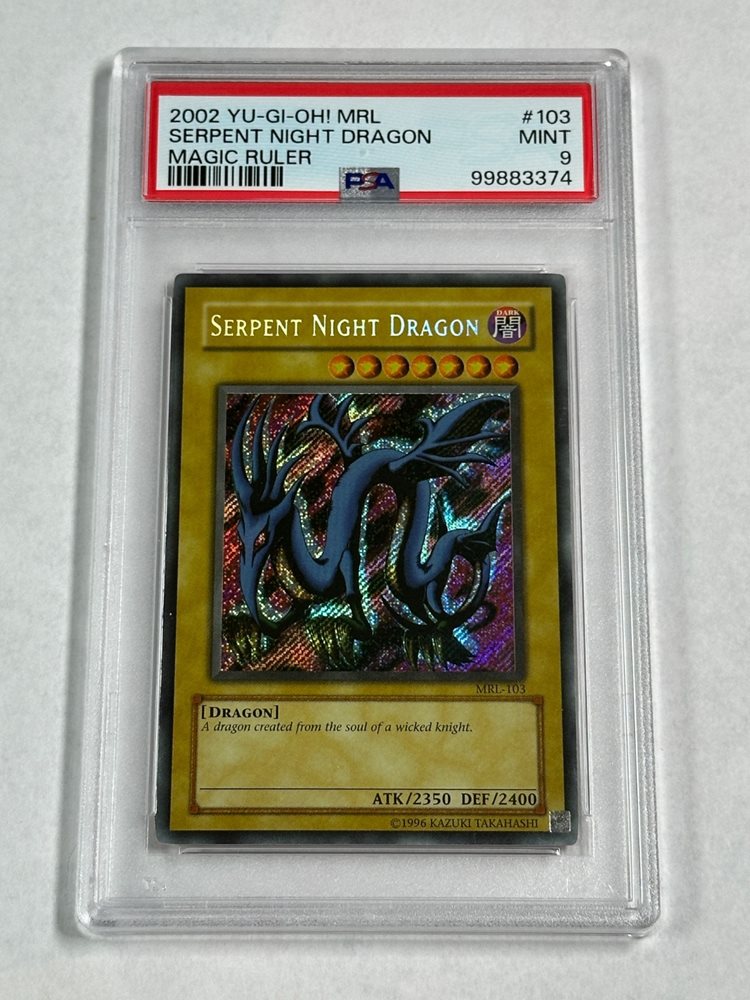 2002 YU-GI-OH! MRL #103
SERPENT NIGHT DRAGON MINT
MAGIC RULER 9
PSA 99883374
SERPENT NIGHT DRAGON
DARK
闇
MRL-103
[DRAGON]
A dragon created from the soul of a wicked knight.
ATK/2350 DEF/2400
©1996 KAZUKI TAKAHASHI